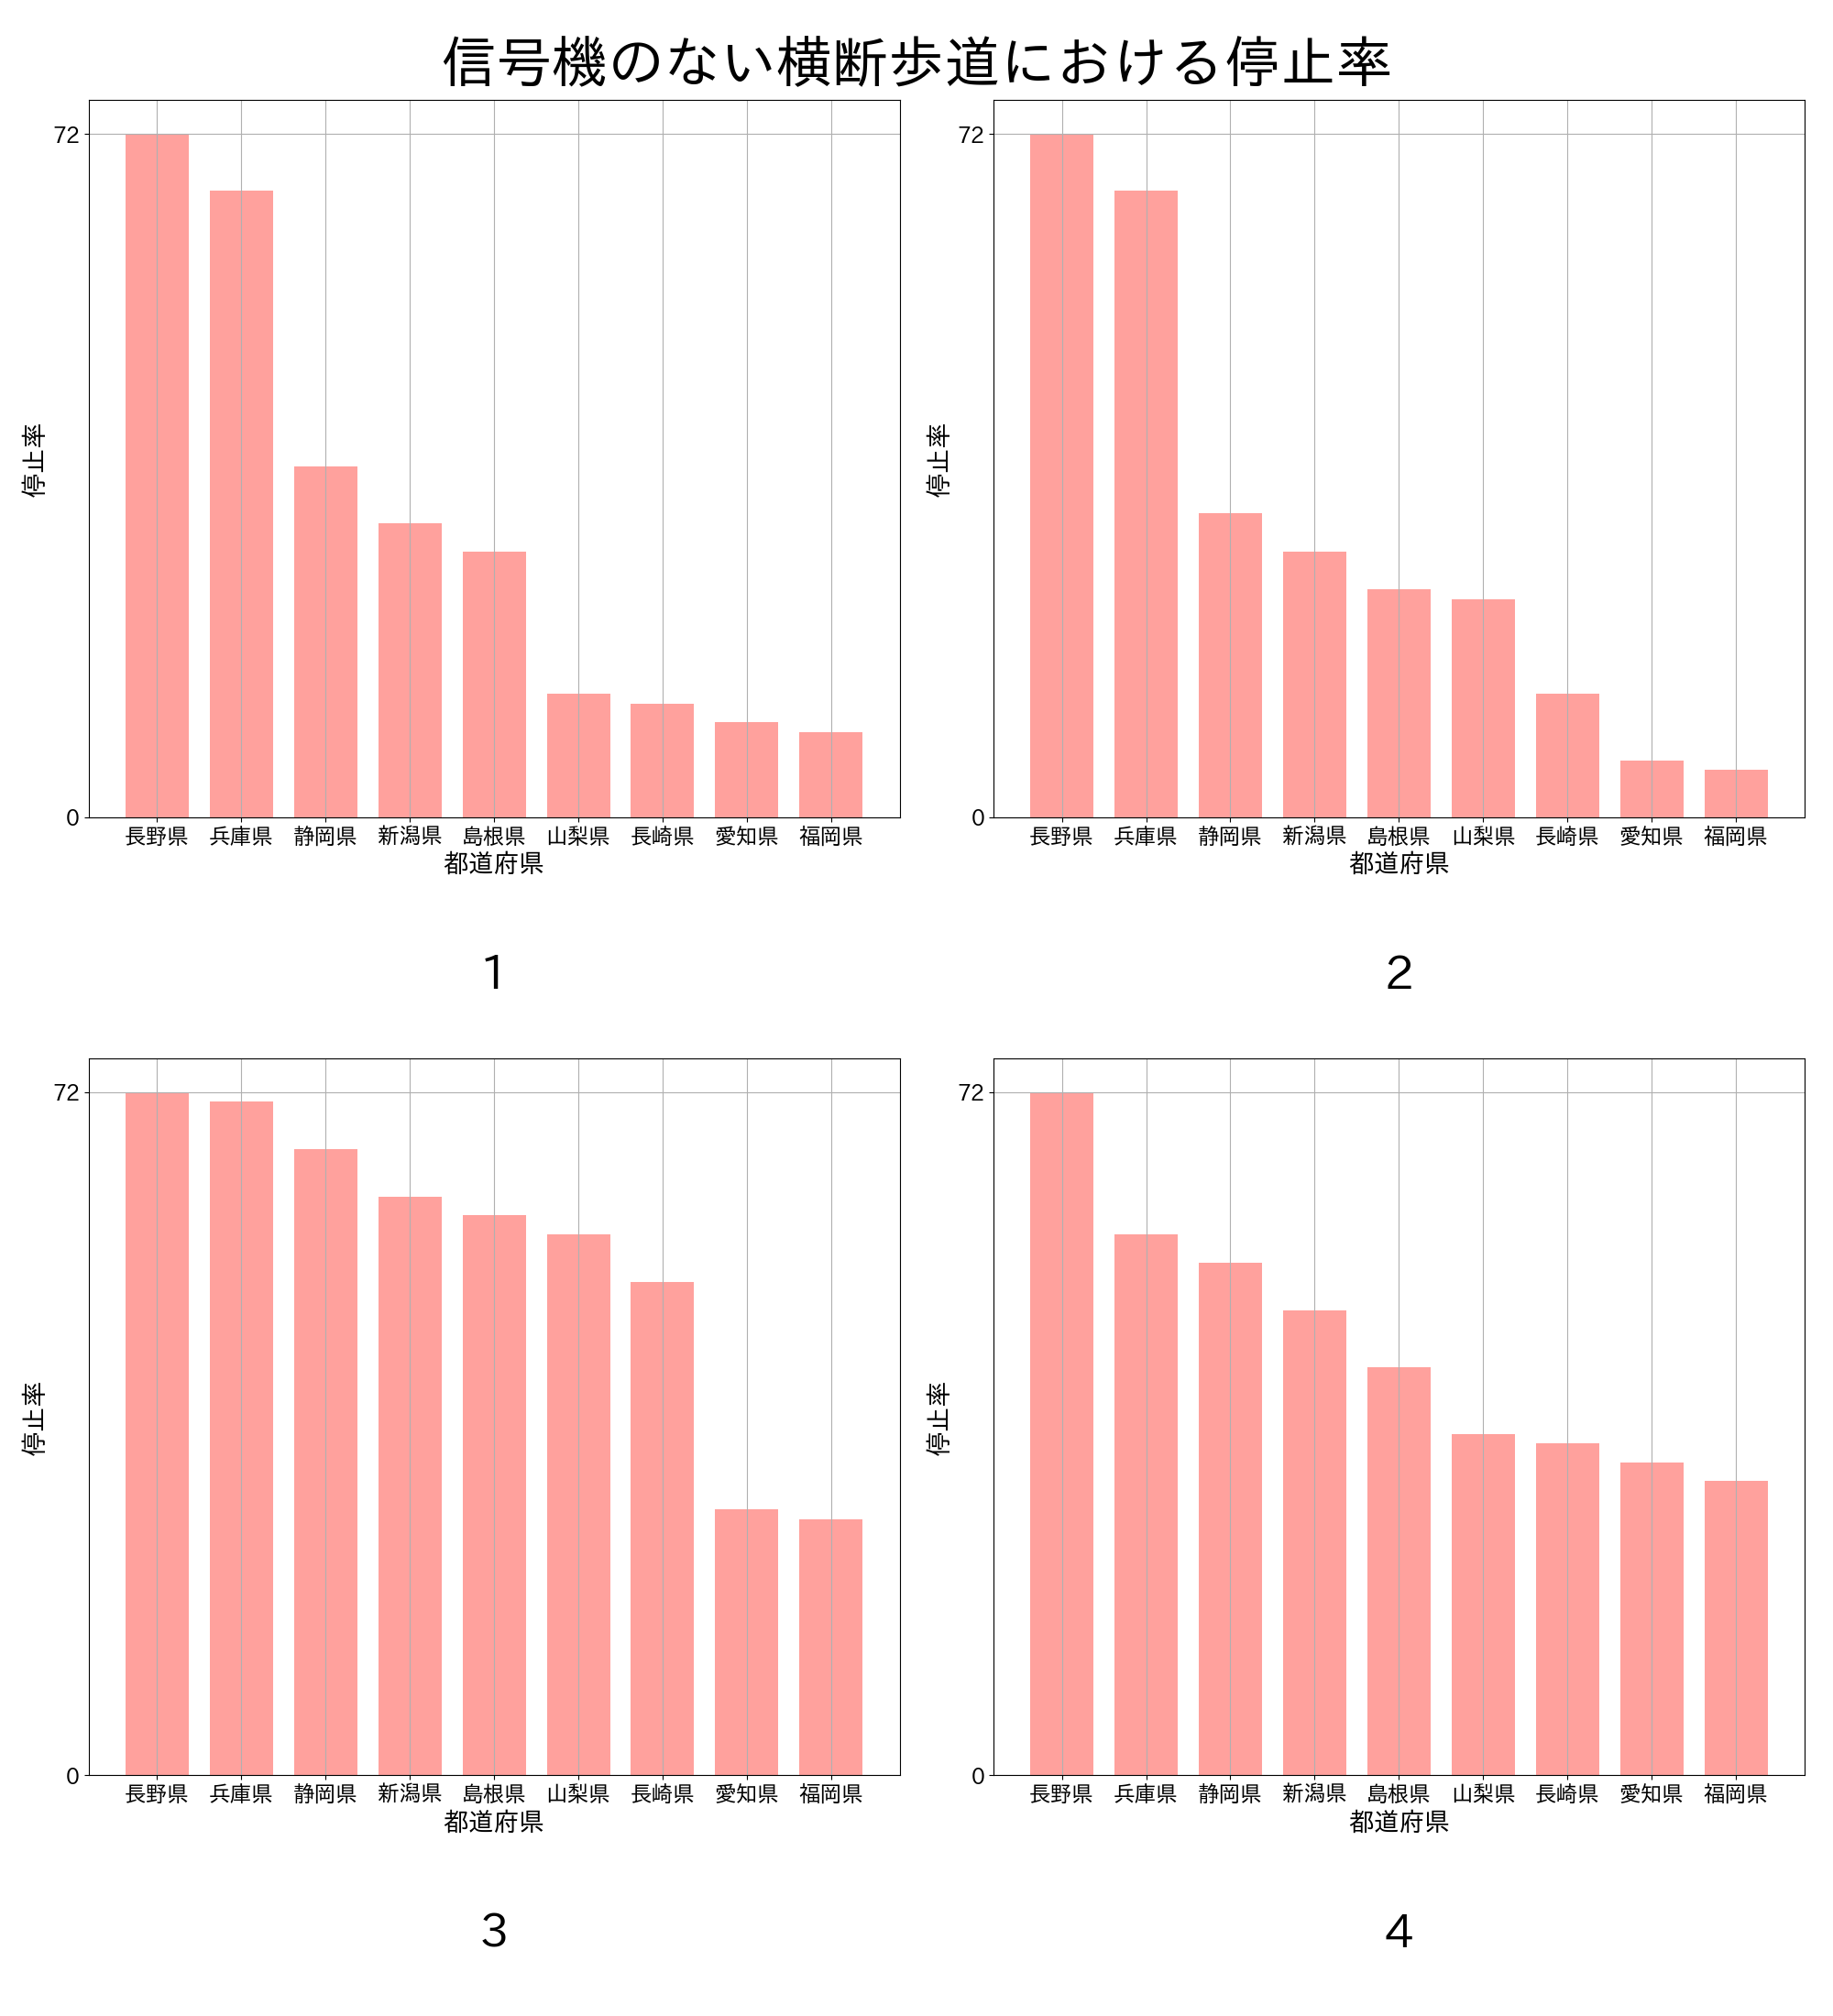 信号機のない横断歩道における停止率
72
0
停止率
長野県 兵庫県 静岡県 新潟県 島根県 山梨県 長崎県 愛知県 福岡県
都道府県
1
72
0
停止率
長野県 兵庫県 静岡県 新潟県 島根県 山梨県 長崎県 愛知県 福岡県
都道府県
2
72
0
停止率
長野県 兵庫県 静岡県 新潟県 島根県 山梨県 長崎県 愛知県 福岡県
都道府県
3
72
0
停止率
長野県 兵庫県 静岡県 新潟県 島根県 山梨県 長崎県 愛知県 福岡県
都道府県
4